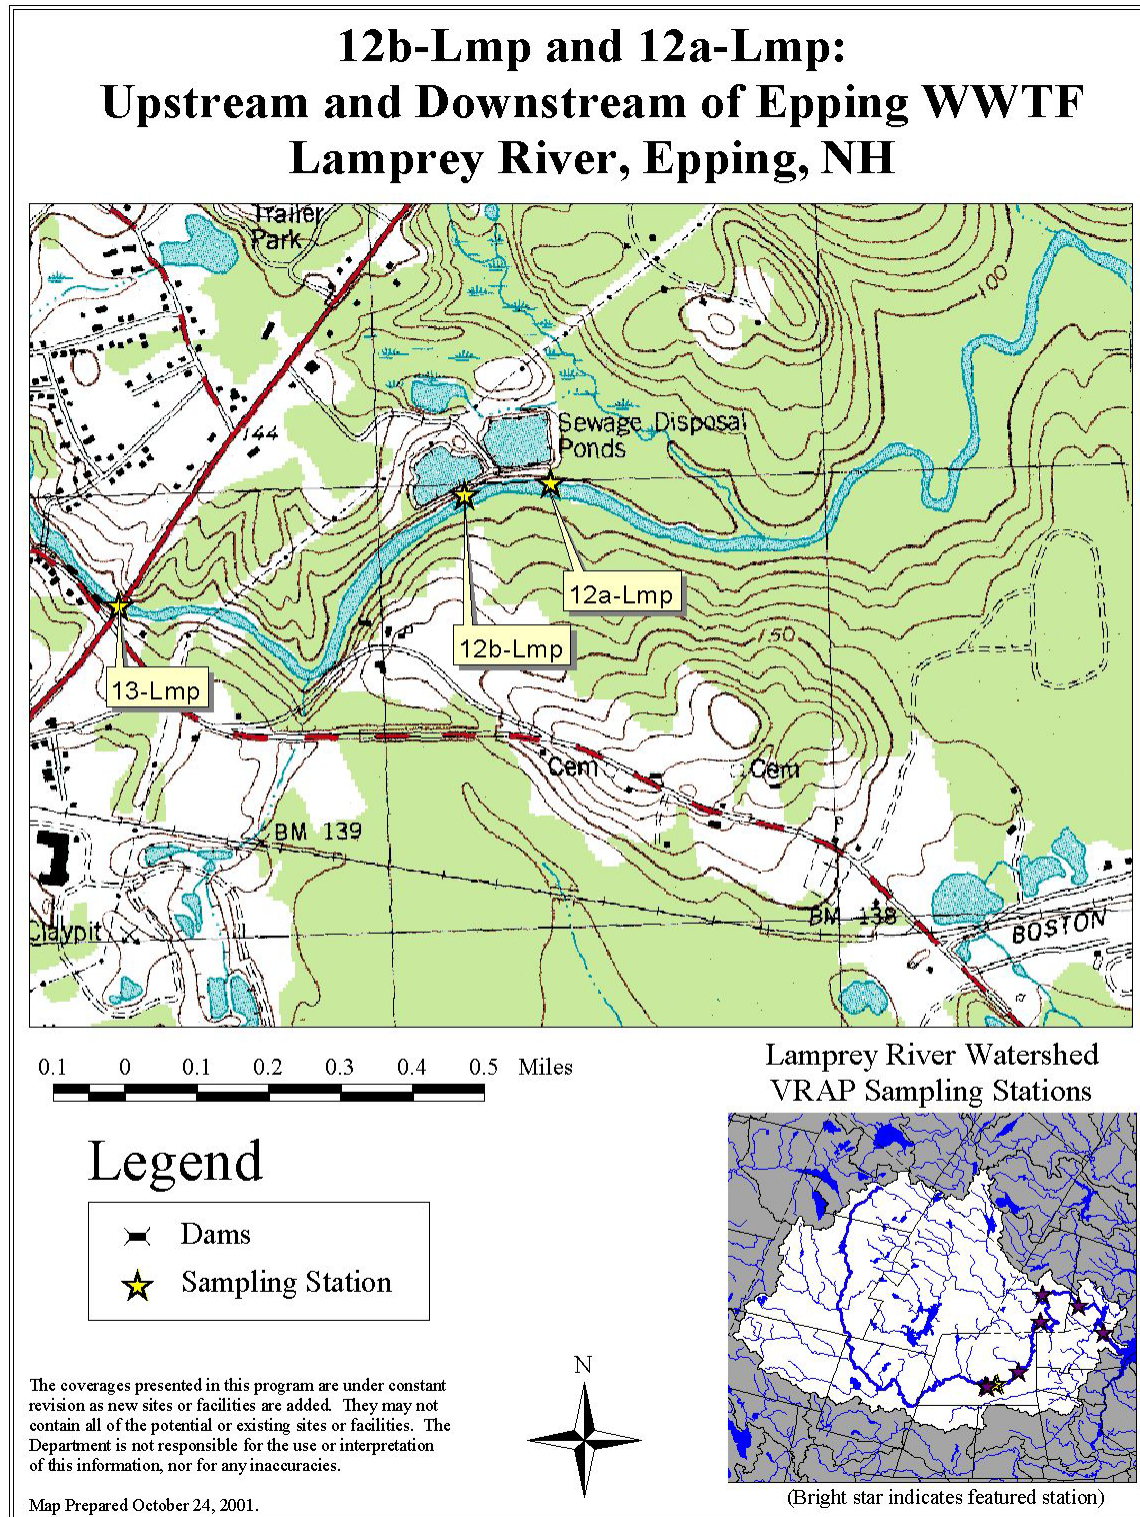 12b-Lmp and 12a-Lmp:
Upstream and Downstream of Epping WWTF
Lamprey River, Epping, NH
Trailer
Park
100
144
Sewage Disposal
Ponds
12a-Lmp
12b-Lmp
150
13-Lmp
Cem
Cem
BM 139
BM 138
Claypit
BOSTON
0.1 0 0.1 0.2 0.3 0.4 0.5 Miles
Legend
Dams
Sampling Station
Lamprey River Watershed
VRAP Sampling Stations
(Bright star indicates featured station)
N
The coverages presented in this program are under constant
revision as new sites or facilities are added. They may not
contain all of the potential or existing sites or facilities. The
Department is not responsible for the use or interpretation
of this information, nor for any inaccuracies.
Map Prepared October 24, 2001.